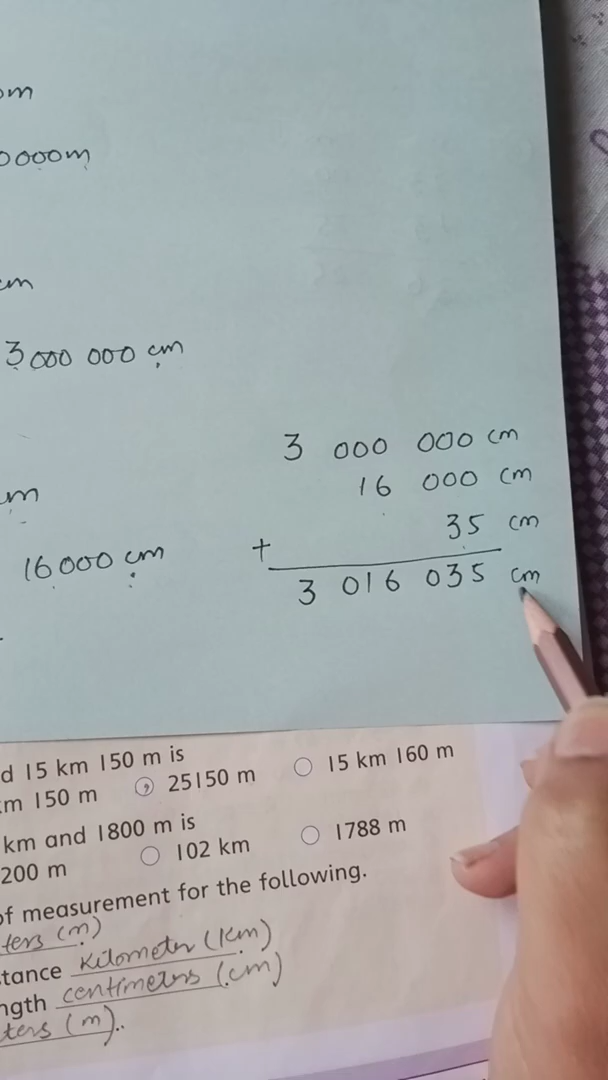 om
0000m
cm
3 000 000 cm
m
16000 cm
3 000 000 cm
16 000 cm
35 cm
+
3 016 035 cm
d 15 km 150 m is
m 150 m 25150 m 15 km 160 m
km and 1800 m is
200 m 102 km 1788 m
of measurement for the following.
ters (m)
tance Kilometer (km)
ngth centimeters (cm)
ters (m).